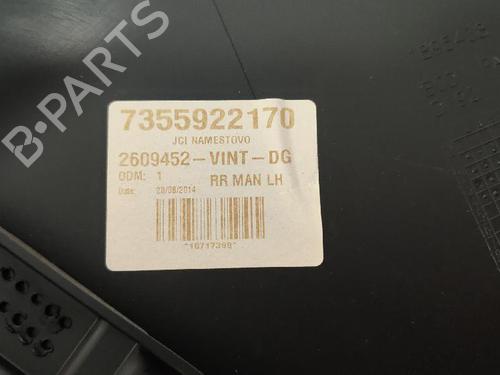 7355922170
JCI NAMESTOVO
2609452-VINT-DG
ODM: 1 RR MAN LH
Date: 28/08/2014
*16717398*
B-PARTS